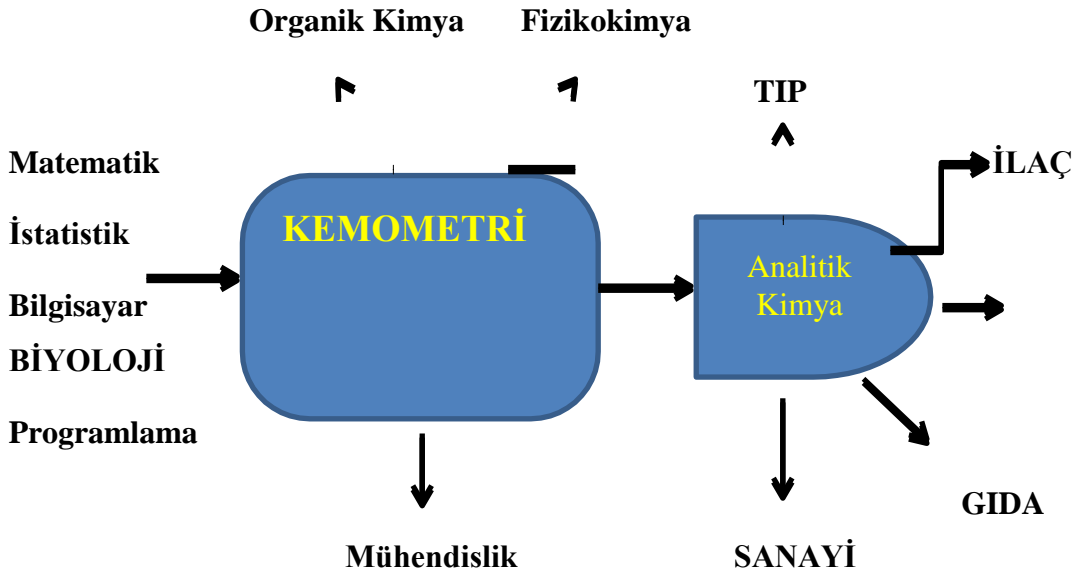 Organik Kimya
Fizikokimya
TIP
Matematik
İLAÇ
İstatistik
KEMOMETRİ
Analitik
Kimya
Bilgisayar
BİYOLOJİ
Programlama
GIDA
Mühendislik
SANAYİ